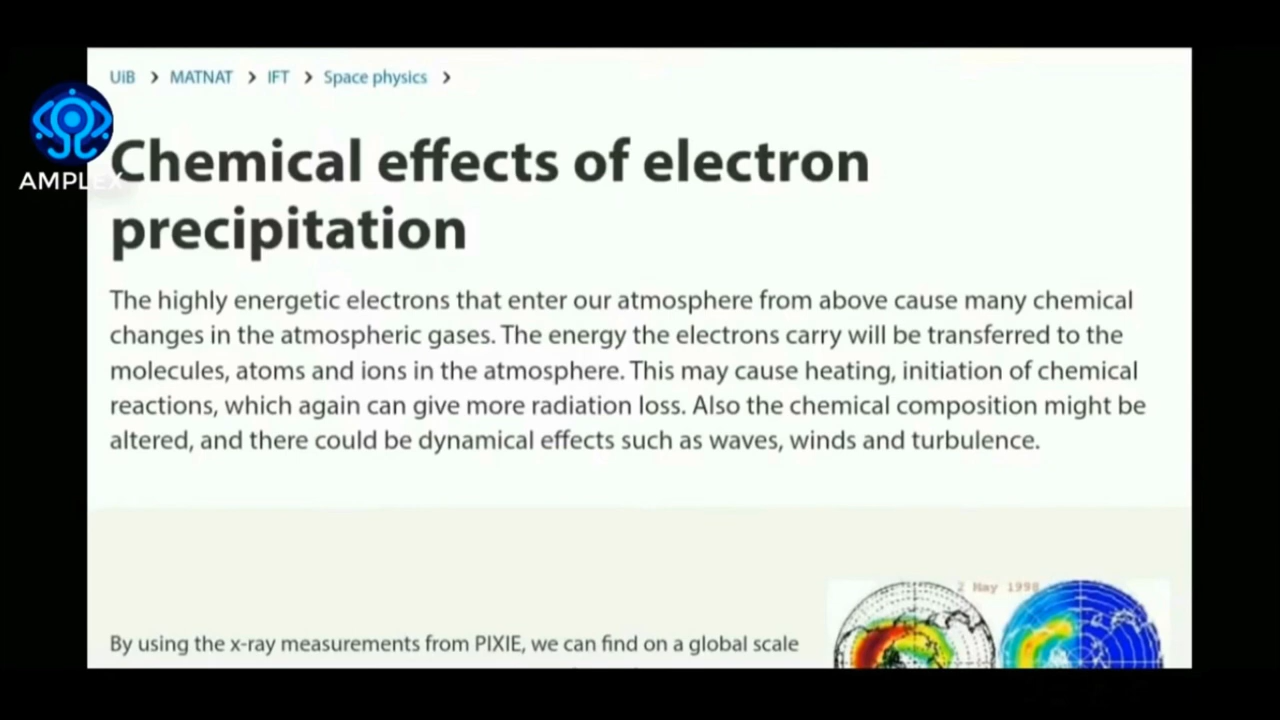 UiB > MATNAT > IFT > Space physics >
AMPLEX
Chemical effects of electron
precipitation
The highly energetic electrons that enter our atmosphere from above cause many chemical
changes in the atmospheric gases. The energy the electrons carry will be transferred to the
molecules, atoms and ions in the atmosphere. This may cause heating, initiation of chemical
reactions, which again can give more radiation loss. Also the chemical composition might be
altered, and there could be dynamical effects such as waves, winds and turbulence.
2 May 1998
By using the x-ray measurements from PIXIE, we can find on a global scale